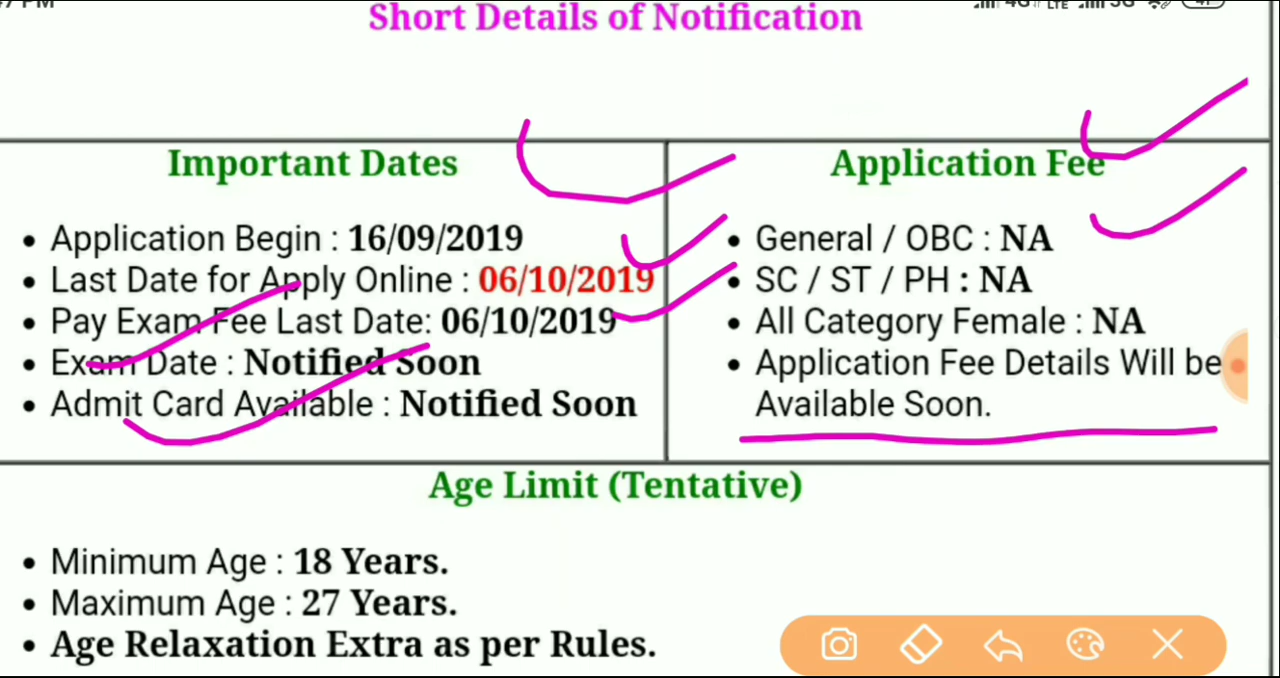 Short Details of Notification
Important Dates
• Application Begin : 16/09/2019
• Last Date for Apply Online : 06/10/2019
• Pay Exam Fee Last Date: 06/10/2019
• Exam Date : Notified Soon
• Admit Card Available : Notified Soon
Application Fee
• General / OBC : NA
• SC / ST / PH : NA
• All Category Female : NA
• Application Fee Details Will be
Available Soon.
Age Limit (Tentative)
• Minimum Age : 18 Years.
• Maximum Age : 27 Years.
• Age Relaxation Extra as per Rules.